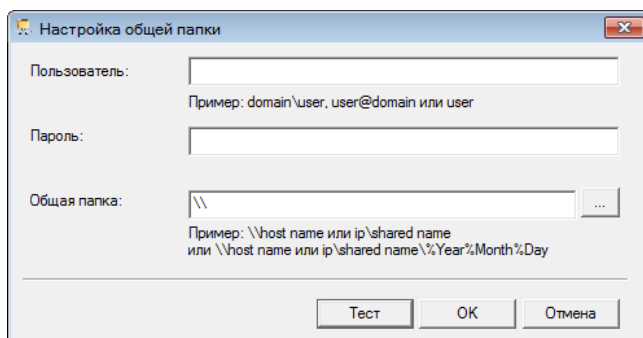 Настройка общей папки
Пользователь:
Пример: domain\user, user@domain или user
Пароль:
Общая папка: \\ ...
Пример: \\host name или ip\shared name
или \\host name или ip\shared name\%Year%Month%Day
Тест OK Отмена